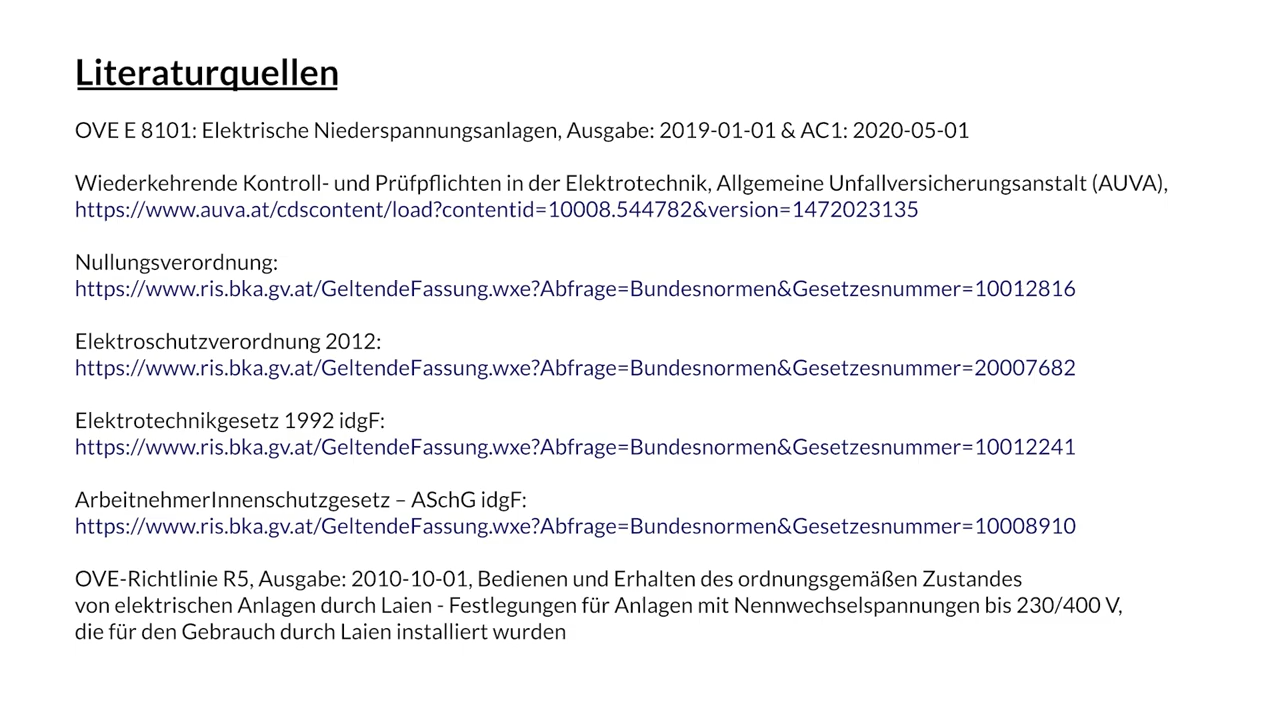 Literaturquellen
OVE E 8101: Elektrische Niederspannungsanlagen, Ausgabe: 2019-01-01 & AC1: 2020-05-01
Wiederkehrende Kontroll- und Prüfpflichten in der Elektrotechnik, Allgemeine Unfallversicherungsanstalt (AUVA),
https://www.auva.at/cdscontent/load?contentid=10008.544782&version=1472023135
Nullungsverordnung:
https://www.ris.bka.gv.at/GeltendeFassung.wxe?Abfrage=Bundesnormen&Gesetzesnummer=10012816
Elektroschutzverordnung 2012:
https://www.ris.bka.gv.at/GeltendeFassung.wxe?Abfrage=Bundesnormen&Gesetzesnummer=20007682
Elektrotechnikgesetz 1992 idgF:
https://www.ris.bka.gv.at/GeltendeFassung.wxe?Abfrage=Bundesnormen&Gesetzesnummer=10012241
ArbeitnehmerInnenschutzgesetz – ASchG idgF:
https://www.ris.bka.gv.at/GeltendeFassung.wxe?Abfrage=Bundesnormen&Gesetzesnummer=10008910
OVE-Richtlinie R5, Ausgabe: 2010-10-01, Bedienen und Erhalten des ordnungsgemäßen Zustandes
von elektrischen Anlagen durch Laien - Festlegungen für Anlagen mit Nennwechselspannungen bis 230/400 V,
die für den Gebrauch durch Laien installiert wurden